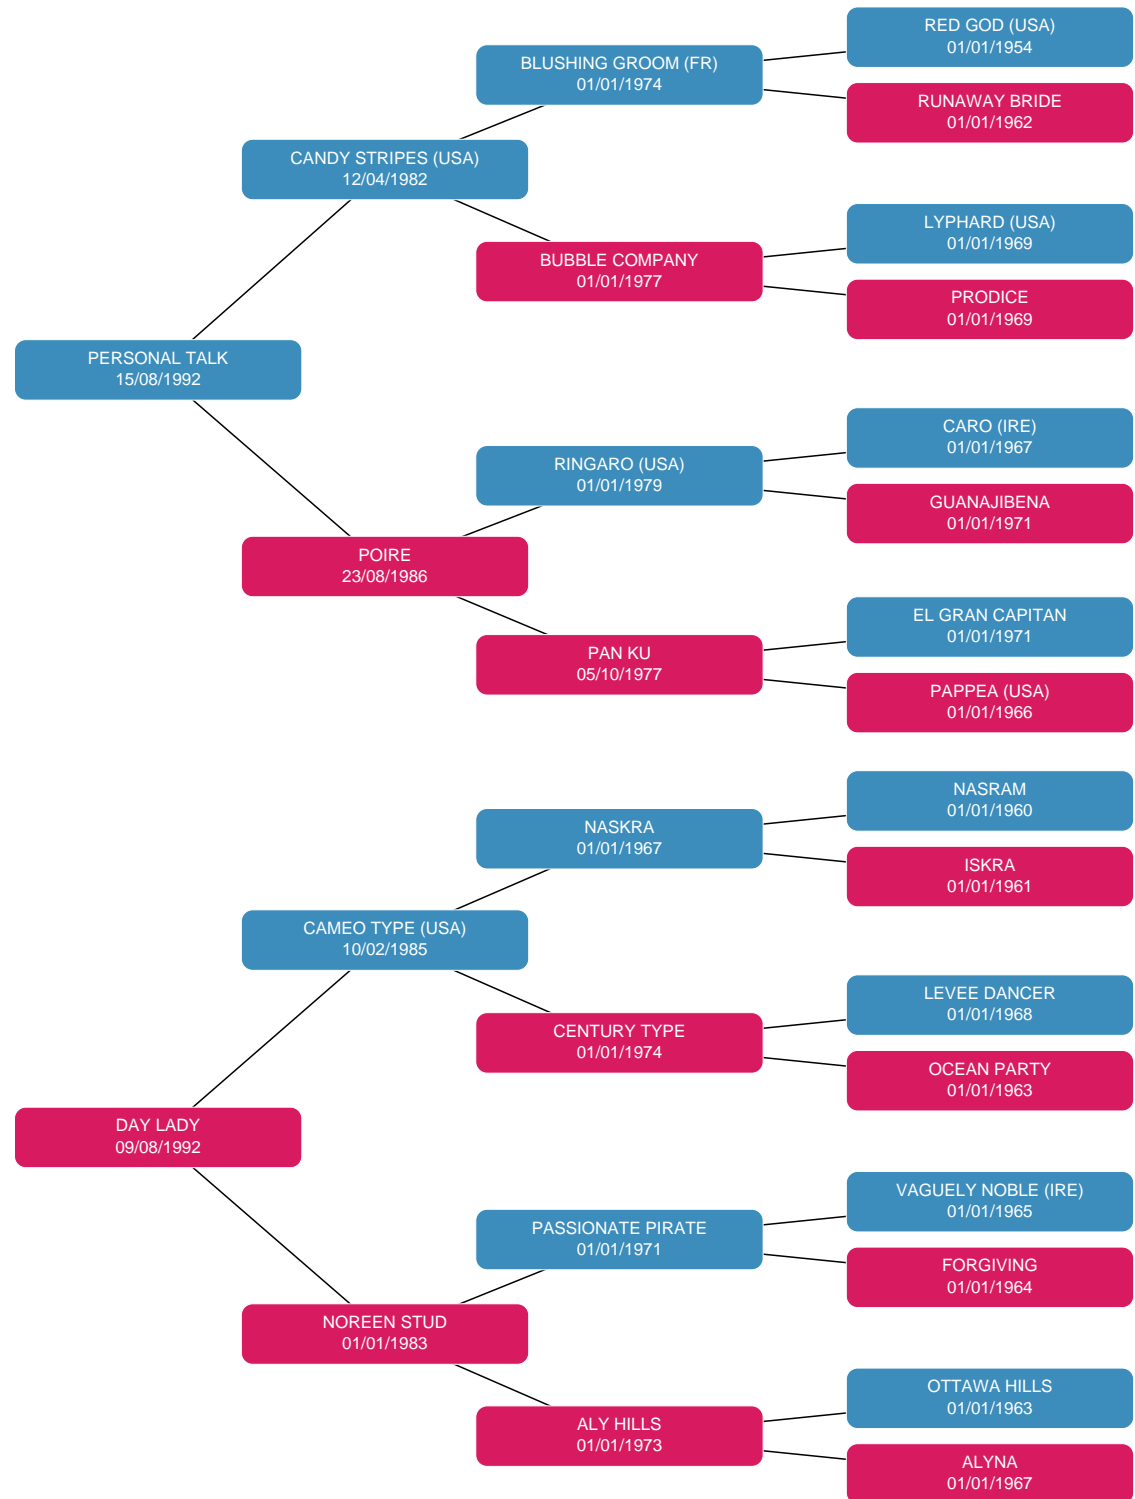 RED GOD (USA)
01/01/1954
BLUSHING GROOM (FR)
01/01/1974
RUNAWAY BRIDE
01/01/1962
CANDY STRIPES (USA)
12/04/1982
LYPHARD (USA)
01/01/1969
BUBBLE COMPANY
01/01/1977
PRODICE
01/01/1969
PERSONAL TALK
15/08/1992
CARO (IRE)
01/01/1967
RINGARO (USA)
01/01/1979
GUANAJIBENA
01/01/1971
POIRE
23/08/1986
EL GRAN CAPITAN
01/01/1971
PAN KU
05/10/1977
PAPPEA (USA)
01/01/1966
NASRAM
01/01/1960
NASKRA
01/01/1967
ISKRA
01/01/1961
CAMEO TYPE (USA)
10/02/1985
LEVEE DANCER
01/01/1968
CENTURY TYPE
01/01/1974
OCEAN PARTY
01/01/1963
DAY LADY
09/08/1992
VAGUELY NOBLE (IRE)
01/01/1965
PASSIONATE PIRATE
01/01/1971
FORGIVING
01/01/1964
NOREEN STUD
01/01/1983
OTTAWA HILLS
01/01/1963
ALY HILLS
01/01/1973
ALYNA
01/01/1967